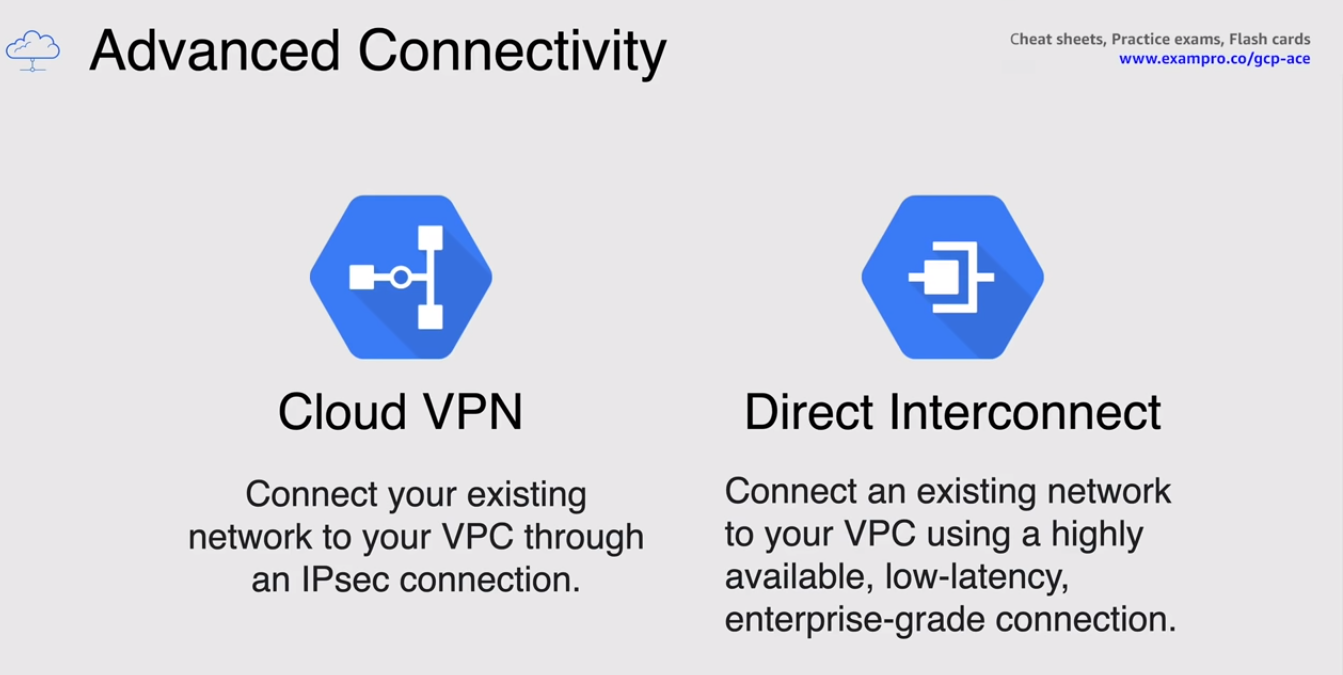 Advanced Connectivity
Cheat sheets, Practice exams, Flash cards
www.exampro.co/gcp-ace
Cloud VPN
Connect your existing
network to your VPC through
an IPsec connection.
Direct Interconnect
Connect an existing network
to your VPC using a highly
available, low-latency,
enterprise-grade connection.